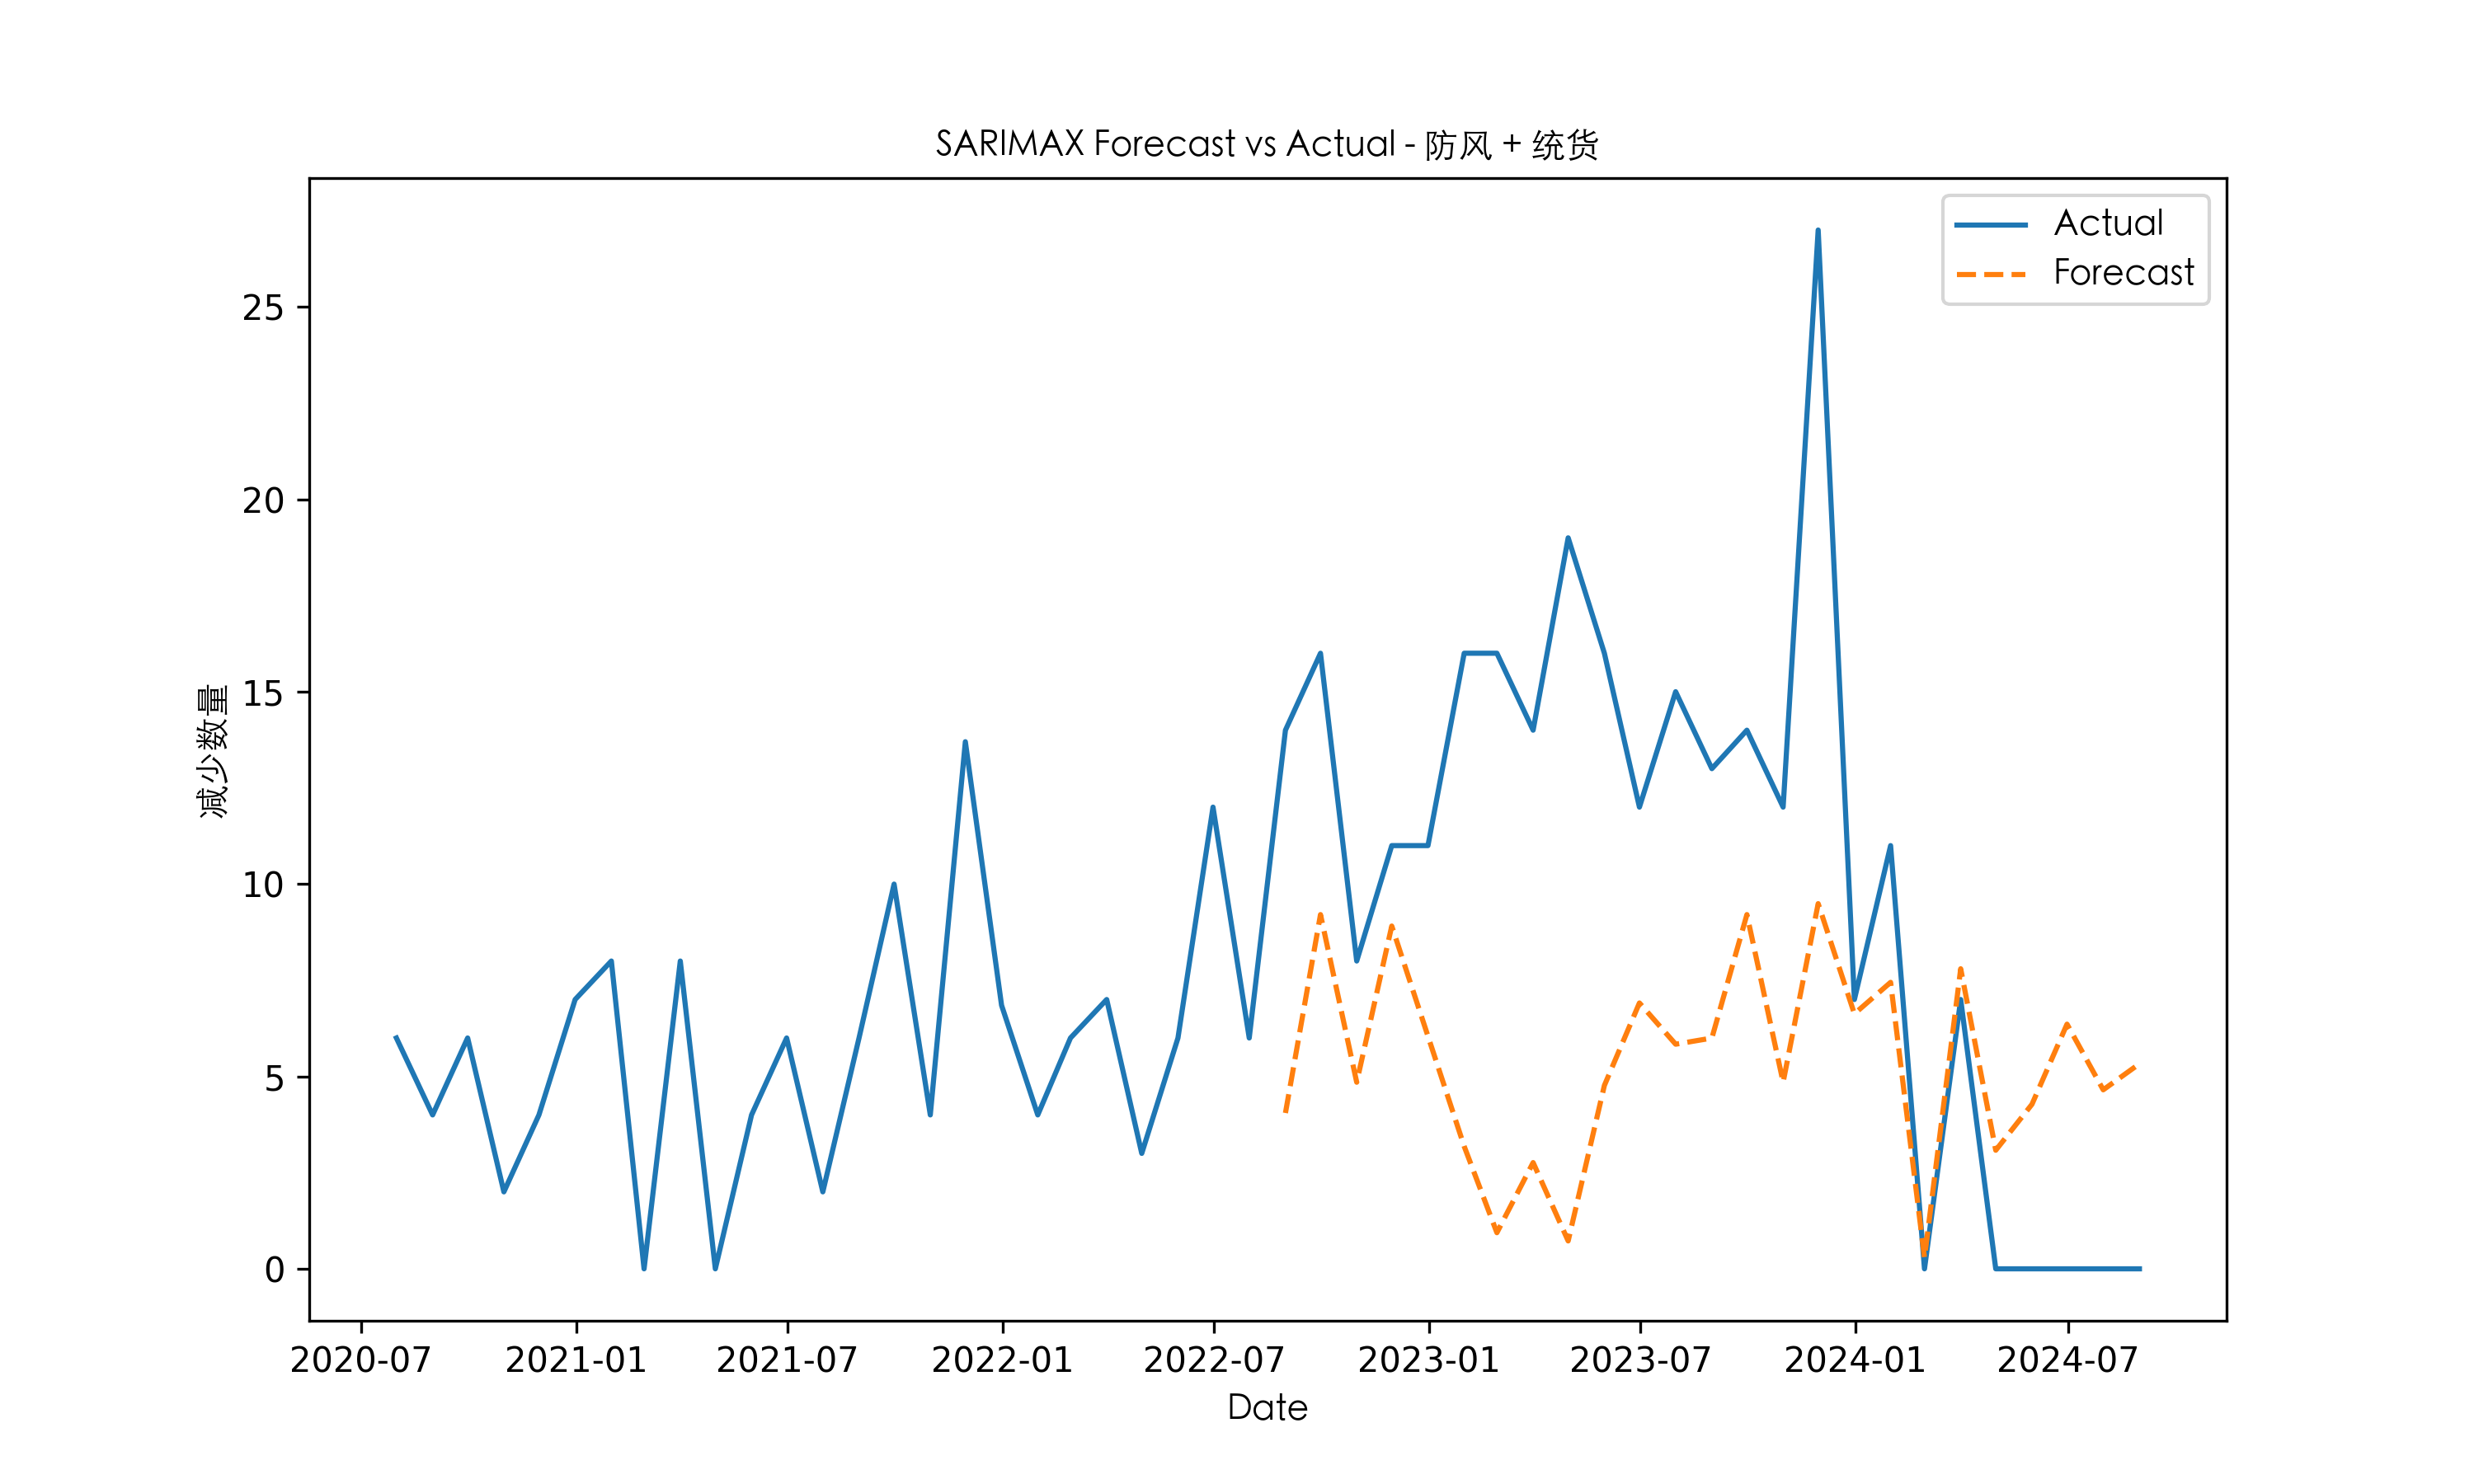 SARIMAX Forecast vs Actual - 防风 + 统货
Actual
Forecast
减少数量
25
20
15
10
5
0
2020-07 2021-01 2021-07 2022-01 2022-07 2023-01 2023-07 2024-01 2024-07
Date